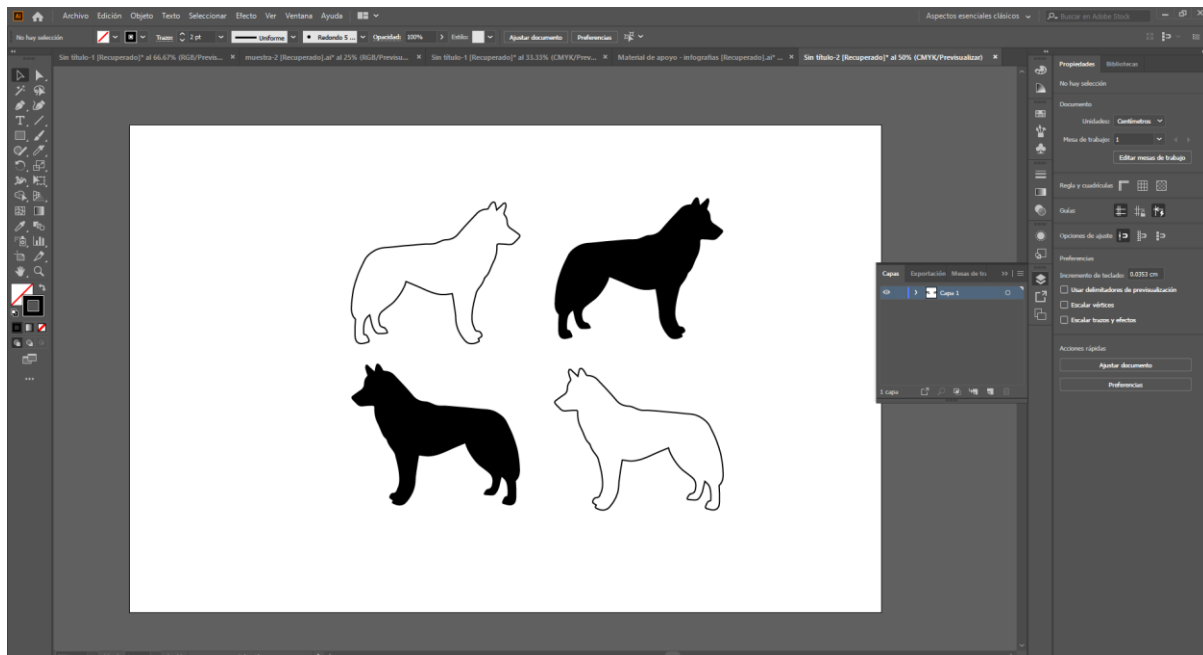 Ai Archivo Edición Objeto Texto Seleccionar Efecto Ver Ventana Ayuda Aspectos esenciales clásicos Buscar en Adobe Stock
No hay selección Trazo: 2 pt Uniforme Redondo 5 ... Opacidad: 100% Estilo: Ajustar documento Preferencias
Sin título-1 [Recuperado]* al 66.67% (RGB/Previs... × muestra-2 [Recuperado].ai* al 25% (RGB/Previsu... × Sin título-1 [Recuperado]* al 33.33% (CMYK/Prev... × Material de apoyo - infografías [Recuperado].ai* ... × Sin título-2 [Recuperado]* al 50% (CMYK/Previsualizar) ×
Propiedades Bibliotecas
No hay selección
Documento
Unidades: Centímetros
Mesa de trabajo: 1
Editar mesas de trabajo
Regla y cuadrículas
Guías
Opciones de ajuste
Preferencias
Incremento de teclado: 0.0353 cm
Usar delimitadores de previsualización
Escalar vértices
Escalar trazos y efectos
Acciones rápidas
Ajustar documento
Preferencias
Capas Exportación Mesas de tra
Capa 1
1 capa